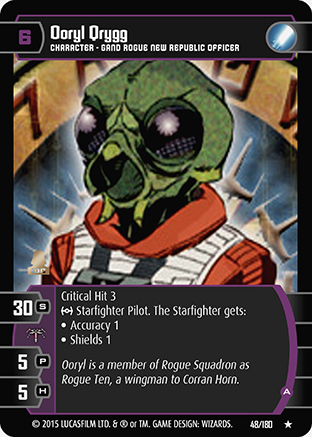 6
Ooryl Qrygg
CHARACTER - GAND ROGUE NEW REPUBLIC OFFICER
30 S
5 P
5 H
Critical Hit 3
Starfighter Pilot. The Starfighter gets:
• Accuracy 1
• Shields 1
Ooryl is a member of Rogue Squadron as
Rogue Ten, a wingman to Corran Horn.
A
© 2015 LUCASFILM LTD. & ® OR TM. GAME DESIGN: WIZARDS.
48/180 ★